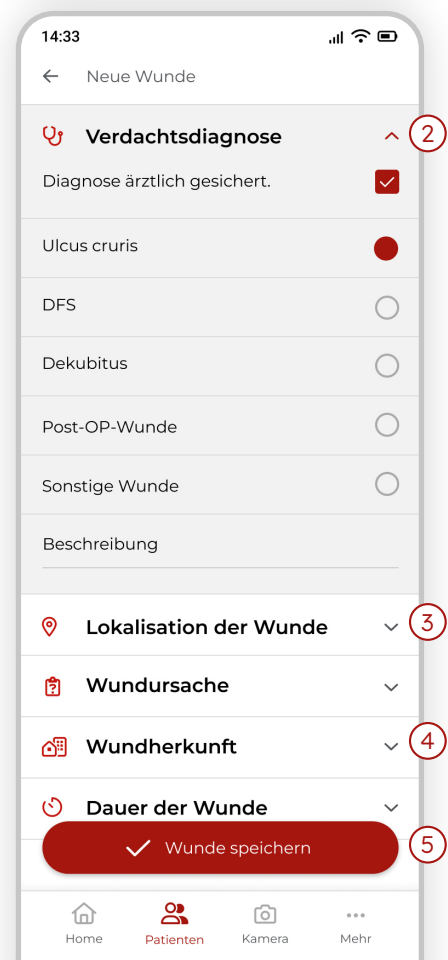 14:33
Neue Wunde
Verdachtsdiagnose
2
Diagnose ärztlich gesichert.
Ulcus cruris
DFS
Dekubitus
Post-OP-Wunde
Sonstige Wunde
Beschreibung
Lokalisation der Wunde
3
Wundursache
Wundherkunft
4
Dauer der Wunde
Wunde speichern
5
Home Patienten Kamera Mehr